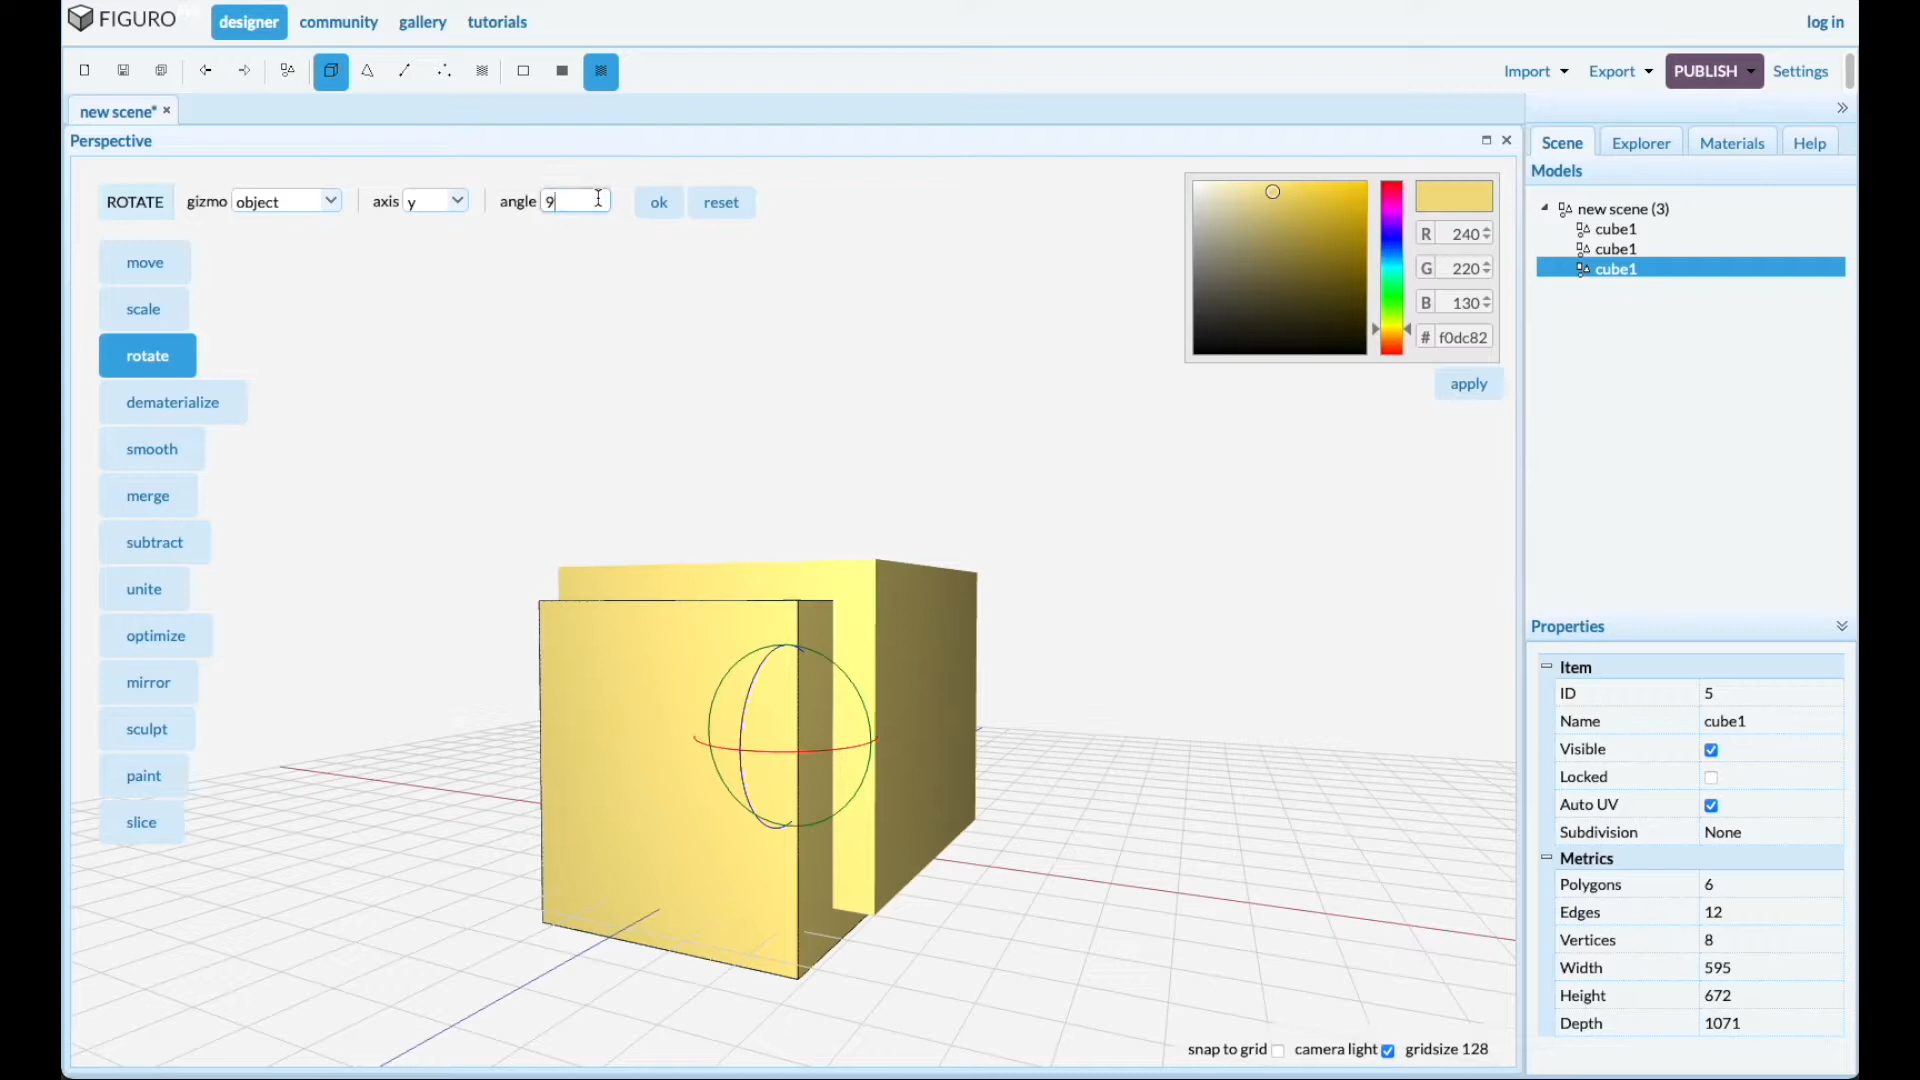 FIGURO designer community gallery tutorials log in
Import Export PUBLISH Settings
new scene* ×
Perspective
ROTATE gizmo object axis y angle 9 ok reset
move
scale
rotate
dematerialize
smooth
merge
subtract
unite
optimize
mirror
sculpt
paint
slice
R 240
G 220
B 130
# f0dc82
apply
snap to grid camera light gridsize 128
Scene Explorer Materials Help
Models
new scene (3)
cube1
cube1
cube1
Properties
Item
ID 5
Name cube1
Visible
Locked
Auto UV
Subdivision None
Metrics
Polygons 6
Edges 12
Vertices 8
Width 595
Height 672
Depth 1071